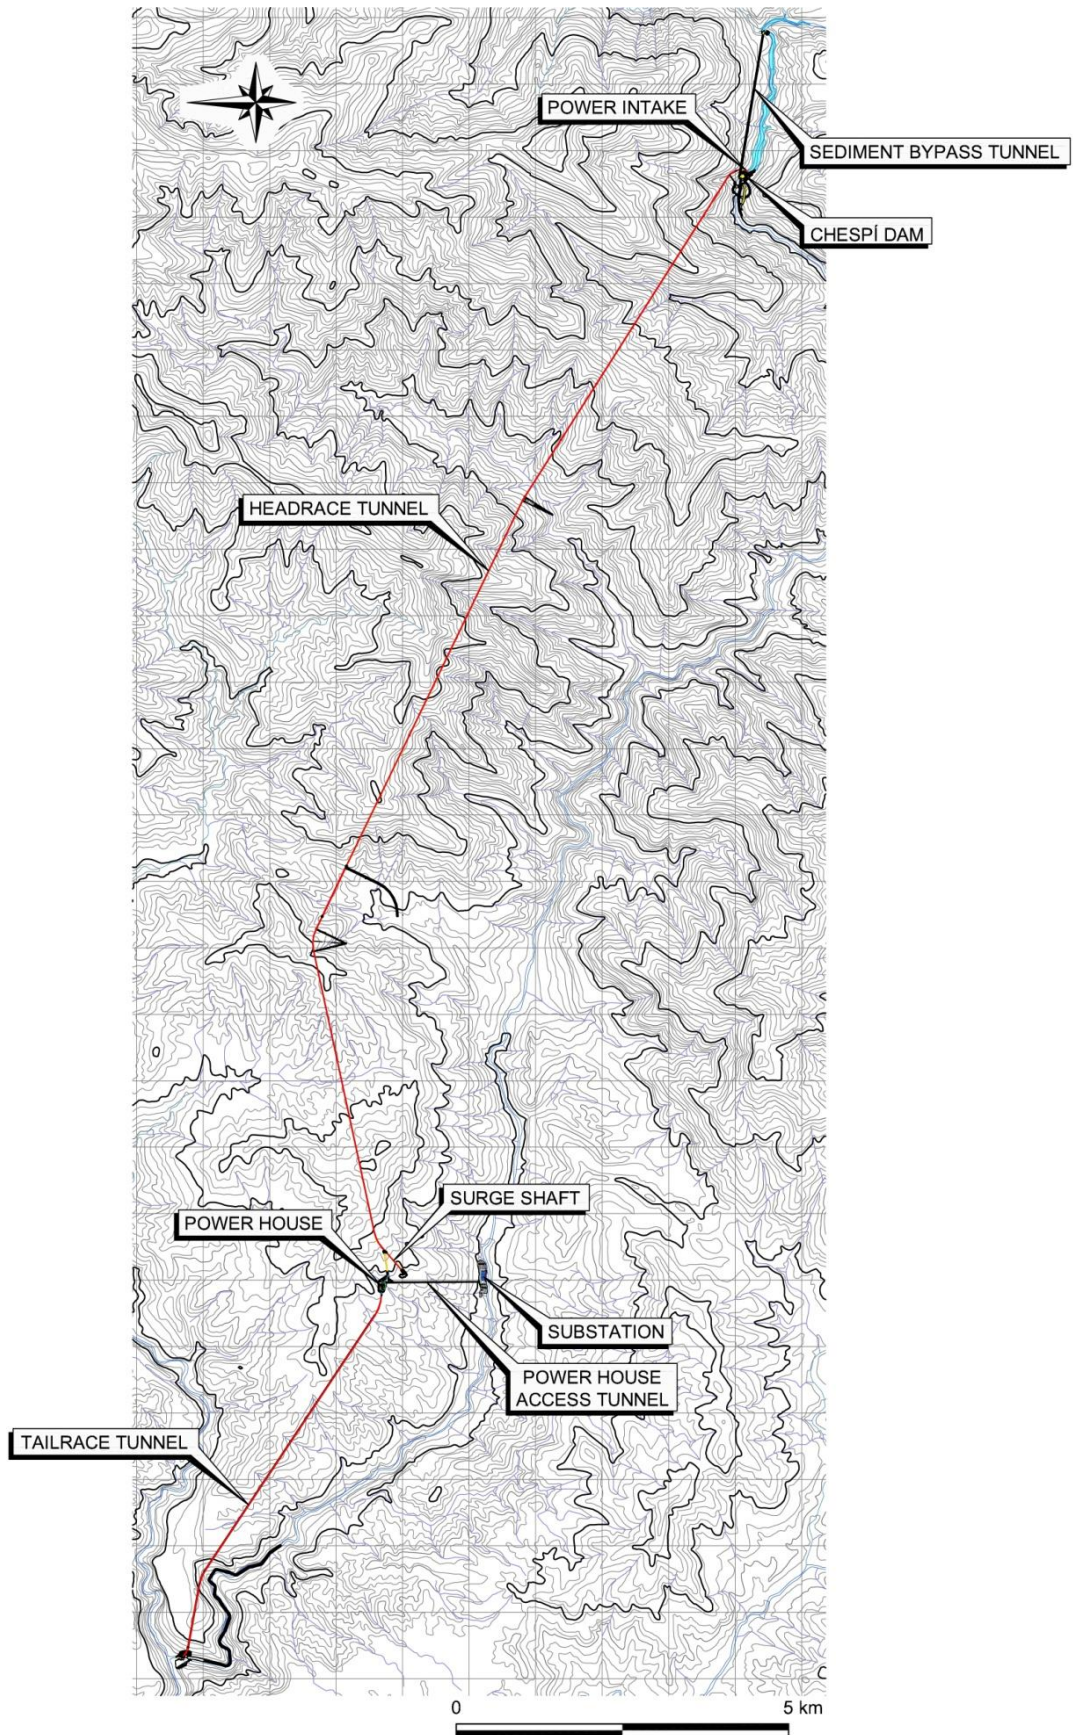 POWER INTAKE
SEDIMENT BYPASS TUNNEL
CHESPÍ DAM
HEADRACE TUNNEL
SURGE SHAFT
POWER HOUSE
SUBSTATION
POWER HOUSE
ACCESS TUNNEL
TAILRACE TUNNEL
0 5 km